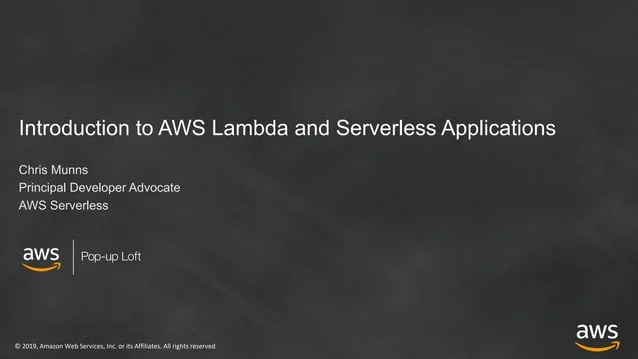 Introduction to AWS Lambda and Serverless Applications
Chris Munns
Principal Developer Advocate
AWS Serverless
aws
Pop-up Loft
© 2019, Amazon Web Services, Inc. or its Affiliates. All rights reserved
aws